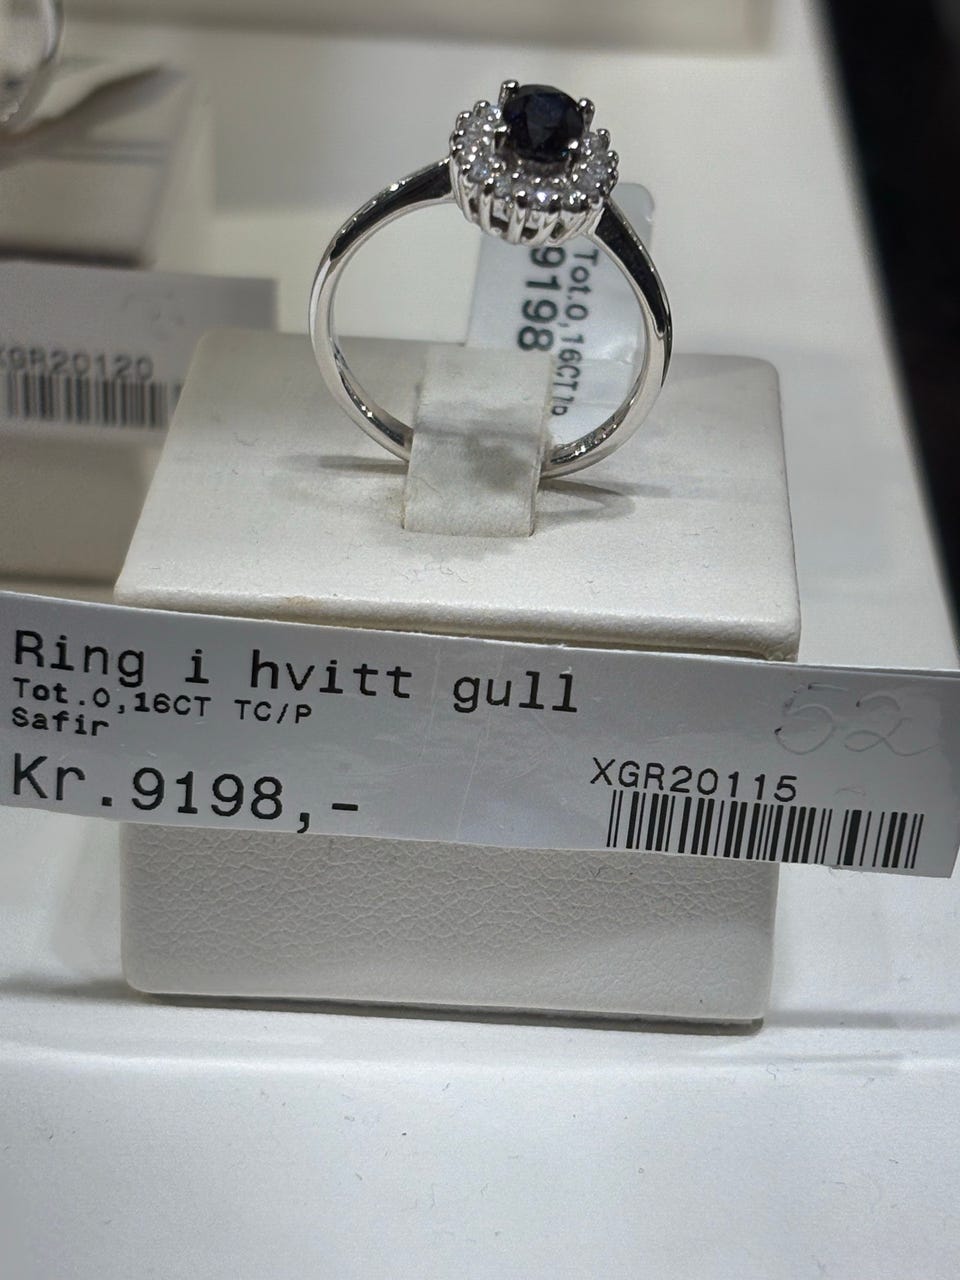 Tot.0,16CT
9198
XGR20120
Ring i hvitt gull
Tot.0,16CT TC/P
Safir
Kr.9198,-
52
XGR20115